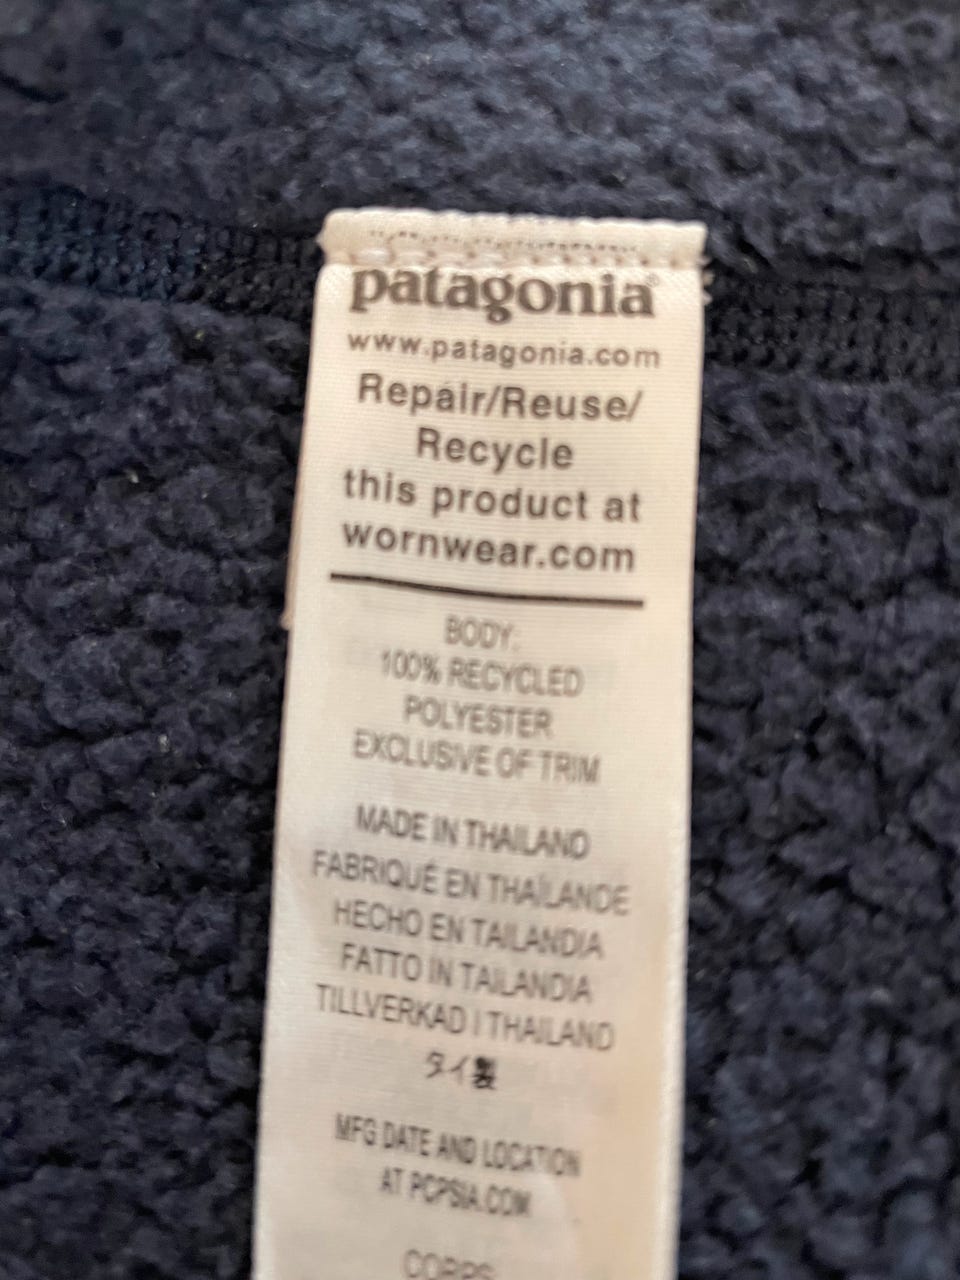 patagonia®
www.patagonia.com
Repair/Reuse/
Recycle
this product at
wornwear.com
BODY:
100% RECYCLED
POLYESTER
EXCLUSIVE OF TRIM
MADE IN THAILAND
FABRIQUÉ EN THAÏLANDE
HECHO EN TAILANDIA
FATTO IN TAILANDIA
TILLVERKAD I THAILAND
タイ製
MFG DATE AND LOCATION
AT PCPSIA.COM
CORPS